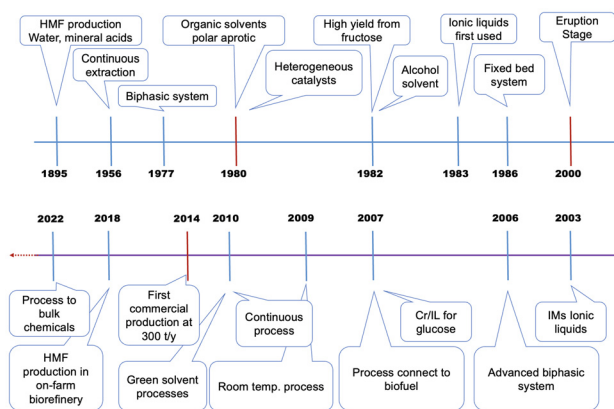 HMF production
Water, mineral acids
Organic solvents
polar aprotic
High yield from
fructose
Ionic liquids
first used
Eruption
Stage
Continuous
extraction
Biphasic system
Heterogeneous
catalysts
Alcohol
solvent
Fixed bed
system
1895
1956
1977
1980
1982
1983
1986
2000
2022
2018
2014
2010
2009
2007
2006
2003
Process to
bulk
chemicals
First
commercial
production at
300 t/y
Continuous
process
Cr/IL for
glucose
IMs Ionic
liquids
HMF
production in
on-farm
biorefinery
Green solvent
processes
Room temp. process
Process connect to
biofuel
Advanced biphasic
system